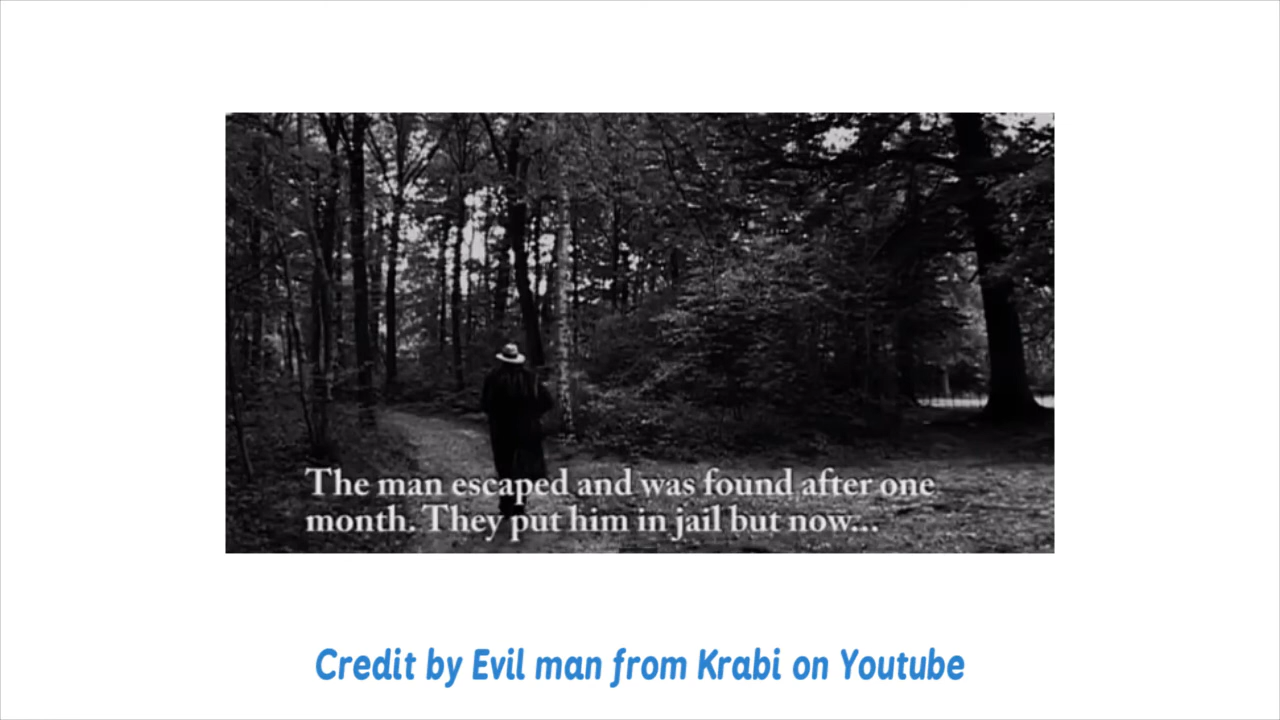 The man escaped and was found after one
month. They put him in jail but now...
Credit by Evil man from Krabi on Youtube